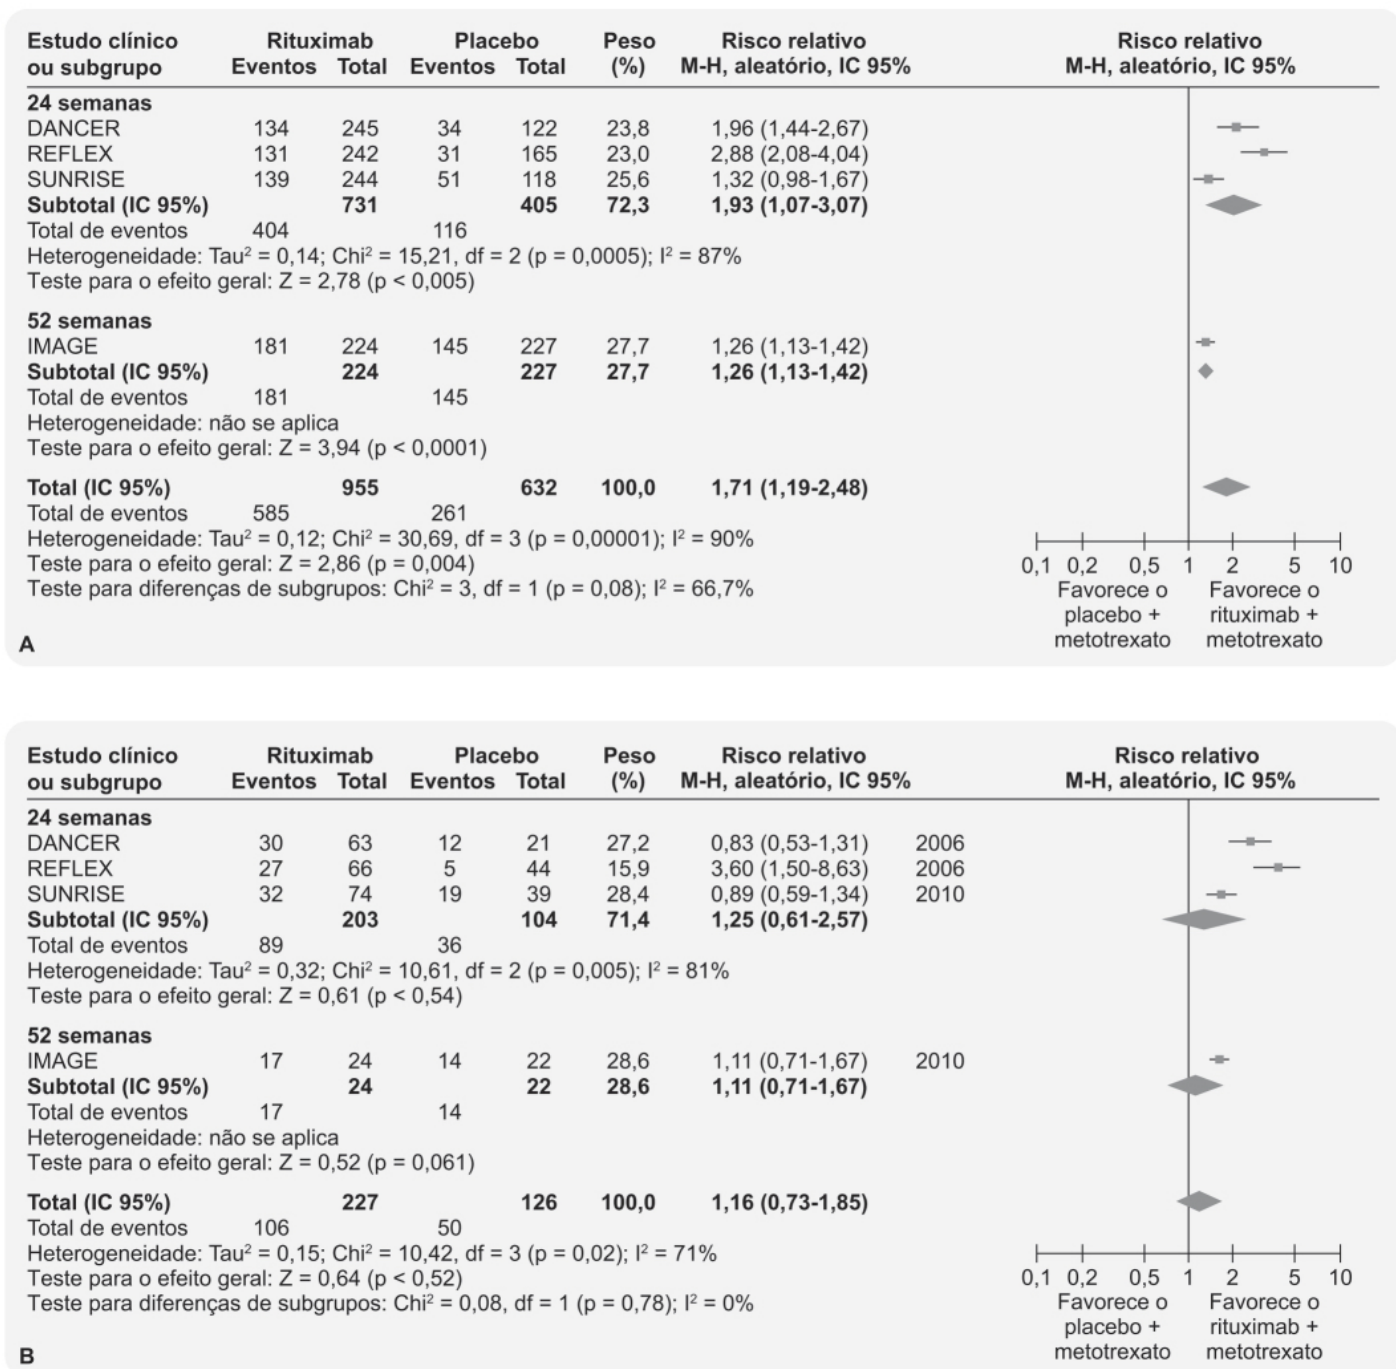 Estudo clínico Rituximab Placebo Peso Risco relativo Risco relativo
ou subgrupo Eventos Total Eventos Total (%) M-H, aleatório, IC 95% M-H, aleatório, IC 95%
24 semanas
DANCER 134 245 34 122 23,8 1,96 (1,44-2,67)
REFLEX 131 242 31 165 23,0 2,88 (2,08-4,04)
SUNRISE 139 244 51 118 25,6 1,32 (0,98-1,67)
Subtotal (IC 95%) 731 405 72,3 1,93 (1,07-3,07)
Total de eventos 404 116
Heterogeneidade: Tau² = 0,14; Chi² = 15,21, df = 2 (p = 0,0005); I² = 87%
Teste para o efeito geral: Z = 2,78 (p < 0,005)
52 semanas
IMAGE 181 224 145 227 27,7 1,26 (1,13-1,42)
Subtotal (IC 95%) 224 227 27,7 1,26 (1,13-1,42)
Total de eventos 181 145
Heterogeneidade: não se aplica
Teste para o efeito geral: Z = 3,94 (p < 0,0001)
Total (IC 95%) 955 632 100,0 1,71 (1,19-2,48)
Total de eventos 585 261
Heterogeneidade: Tau² = 0,12; Chi² = 30,69, df = 3 (p = 0,00001); I² = 90%
Teste para o efeito geral: Z = 2,86 (p = 0,004)
Teste para diferenças de subgrupos: Chi² = 3, df = 1 (p = 0,08); I² = 66,7%
0,1 0,2 0,5 1 2 5 10
Favorece o Favorece o
placebo + rituximab +
metotrexato metotrexato
A
Estudo clínico Rituximab Placebo Peso Risco relativo Risco relativo
ou subgrupo Eventos Total Eventos Total (%) M-H, aleatório, IC 95% M-H, aleatório, IC 95%
24 semanas
DANCER 30 63 12 21 27,2 0,83 (0,53-1,31) 2006
REFLEX 27 66 5 44 15,9 3,60 (1,50-8,63) 2006
SUNRISE 32 74 19 39 28,4 0,89 (0,59-1,34) 2010
Subtotal (IC 95%) 203 104 71,4 1,25 (0,61-2,57)
Total de eventos 89 36
Heterogeneidade: Tau² = 0,32; Chi² = 10,61, df = 2 (p = 0,005); I² = 81%
Teste para o efeito geral: Z = 0,61 (p < 0,54)
52 semanas
IMAGE 17 24 14 22 28,6 1,11 (0,71-1,67) 2010
Subtotal (IC 95%) 24 22 28,6 1,11 (0,71-1,67)
Total de eventos 17 14
Heterogeneidade: não se aplica
Teste para o efeito geral: Z = 0,52 (p = 0,061)
Total (IC 95%) 227 126 100,0 1,16 (0,73-1,85)
Total de eventos 106 50
Heterogeneidade: Tau² = 0,15; Chi² = 10,42, df = 3 (p = 0,02); I² = 71%
Teste para o efeito geral: Z = 0,64 (p < 0,52)
Teste para diferenças de subgrupos: Chi² = 0,08, df = 1 (p = 0,78); I² = 0%
0,1 0,2 0,5 1 2 5 10
Favorece o Favorece o
placebo + rituximab +
metotrexato metotrexato
B